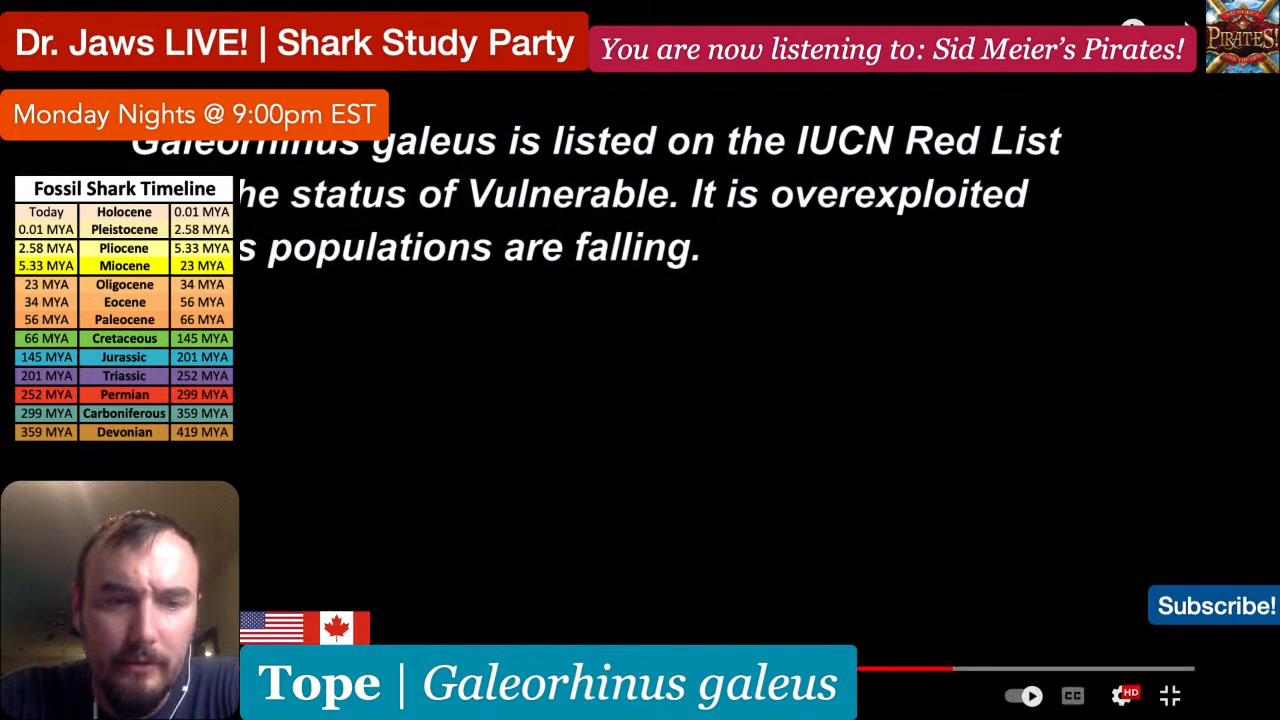 Dr. Jaws LIVE! | Shark Study Party
You are now listening to: Sid Meier's Pirates!
PIRATES!
Monday Nights @ 9:00pm EST
Galeorhinus galeus is listed on the IUCN Red List
he status of Vulnerable. It is overexploited
s populations are falling.
Fossil Shark Timeline
Today Holocene 0.01 MYA
0.01 MYA Pleistocene 2.58 MYA
2.58 MYA Pliocene 5.33 MYA
5.33 MYA Miocene 23 MYA
23 MYA Oligocene 34 MYA
34 MYA Eocene 56 MYA
56 MYA Paleocene 66 MYA
66 MYA Cretaceous 145 MYA
145 MYA Jurassic 201 MYA
201 MYA Triassic 252 MYA
252 MYA Permian 299 MYA
299 MYA Carboniferous 359 MYA
359 MYA Devonian 419 MYA
Subscribe!
Tope | Galeorhinus galeus
CC
HD